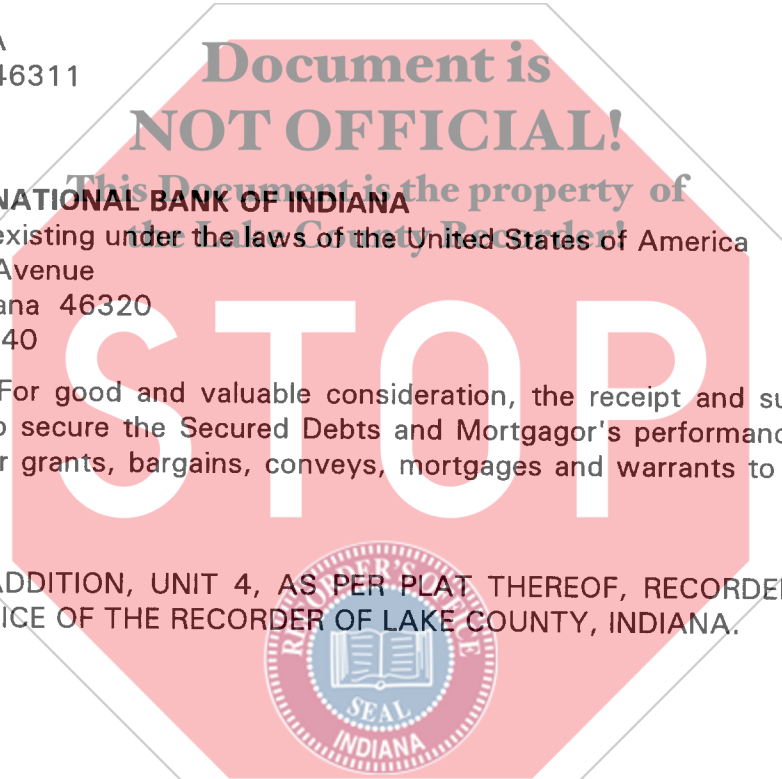 A
46311
Document is
NOT OFFICIAL!
This Document is the property of
the Lake County Recorder!
NATIONAL BANK OF INDIANA
existing under the laws of the United States of America
Avenue
ana 46320
40
STOP
For good and valuable consideration, the receipt and su
o secure the Secured Debts and Mortgagor's performanc
r grants, bargains, conveys, mortgages and warrants to
ADDITION, UNIT 4, AS PER PLAT THEREOF, RECORDE
ICE OF THE RECORDER OF LAKE COUNTY, INDIANA.
RECORDER'S OFFICE
SEAL
INDIANA